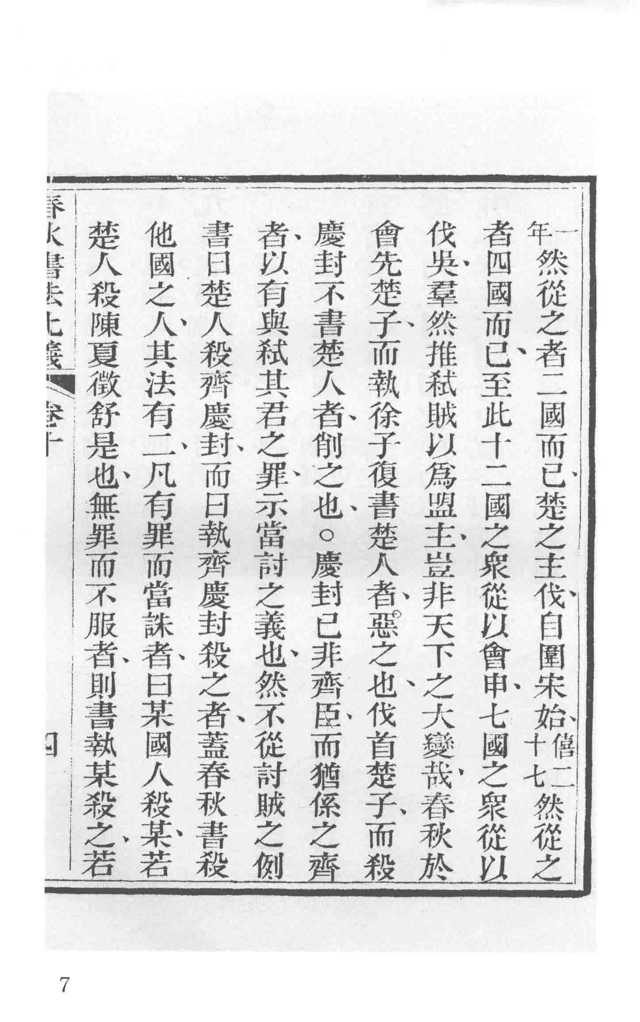 一年然從之者二國而已、楚之主伐、自圍宋始、僖二十七然從之
者四國而已、至此十二國之衆從以會申、七國之衆從以
伐吳、羣然推弒賊以爲盟主、豈非天下之大變哉、春秋於
會先楚子、而執徐子復書楚人者、惡之也、伐首楚子、而殺
慶封不書楚人者、削之也、○慶封已非齊臣、而猶係之齊
者、以有與弒其君之罪、示當討之義也、然不從討賊之例
書曰楚人殺齊慶封、而曰執齊慶封殺之者、蓋春秋書殺
他國之人、其法有二、凡有罪而當誅者、曰某國人殺某、若
楚人殺陳夏徵舒是也、無罪而不服者、則書執某殺之、若
春秋書法比義 卷十 四
7